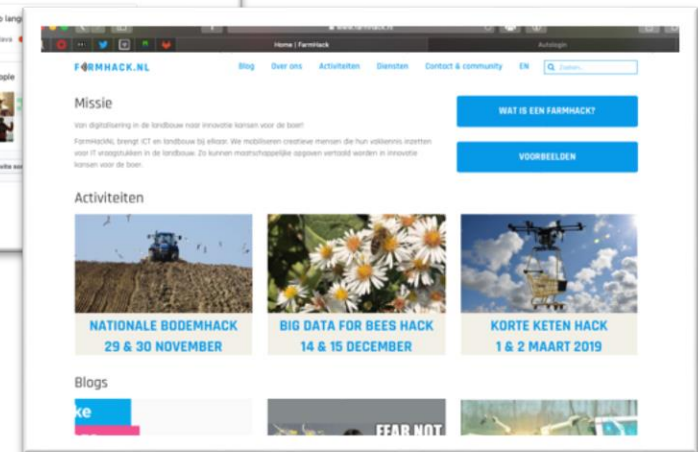 Home | FarmHack
Autologin
FARMHACK.NL
Blog Over ons Activiteiten Diensten Contact & community EN Zoeken...
Missie
Van digitalisering in de landbouw naar innovatie kansen voor de boer!
FarmHackNL brengt ICT en landbouw bij elkaar. We mobiliseren creatieve mensen die hun vakkennis inzetten
voor IT vraagstukken in de landbouw. Zo kunnen maatschappelijke opgaven vertaald worden in innovatie
kansen voor de boer.
WAT IS EEN FARMHACK?
VOORBEELDEN
Activiteiten
NATIONALE BODEMHACK
29 & 30 NOVEMBER
BIG DATA FOR BEES HACK
14 & 15 DECEMBER
KORTE KETEN HACK
1 & 2 MAART 2019
Blogs
ke
FEAR NOT